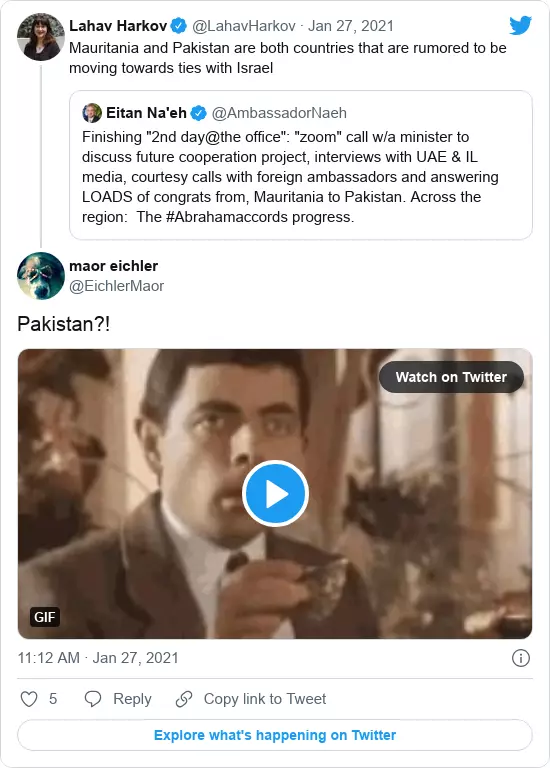 Lahav Harkov @LahavHarkov · Jan 27, 2021
Mauritania and Pakistan are both countries that are rumored to be
moving towards ties with Israel
Eitan Na'eh @AmbassadorNaeh
Finishing "2nd day@the office": "zoom" call w/a minister to
discuss future cooperation project, interviews with UAE & IL
media, courtesy calls with foreign ambassadors and answering
LOADS of congrats from, Mauritania to Pakistan. Across the
region:  The #Abrahamaccords progress.
maor eichler
@EichlerMaor
Pakistan?!
Watch on Twitter
GIF
11:12 AM · Jan 27, 2021
5 Reply Copy link to Tweet
Explore what's happening on Twitter